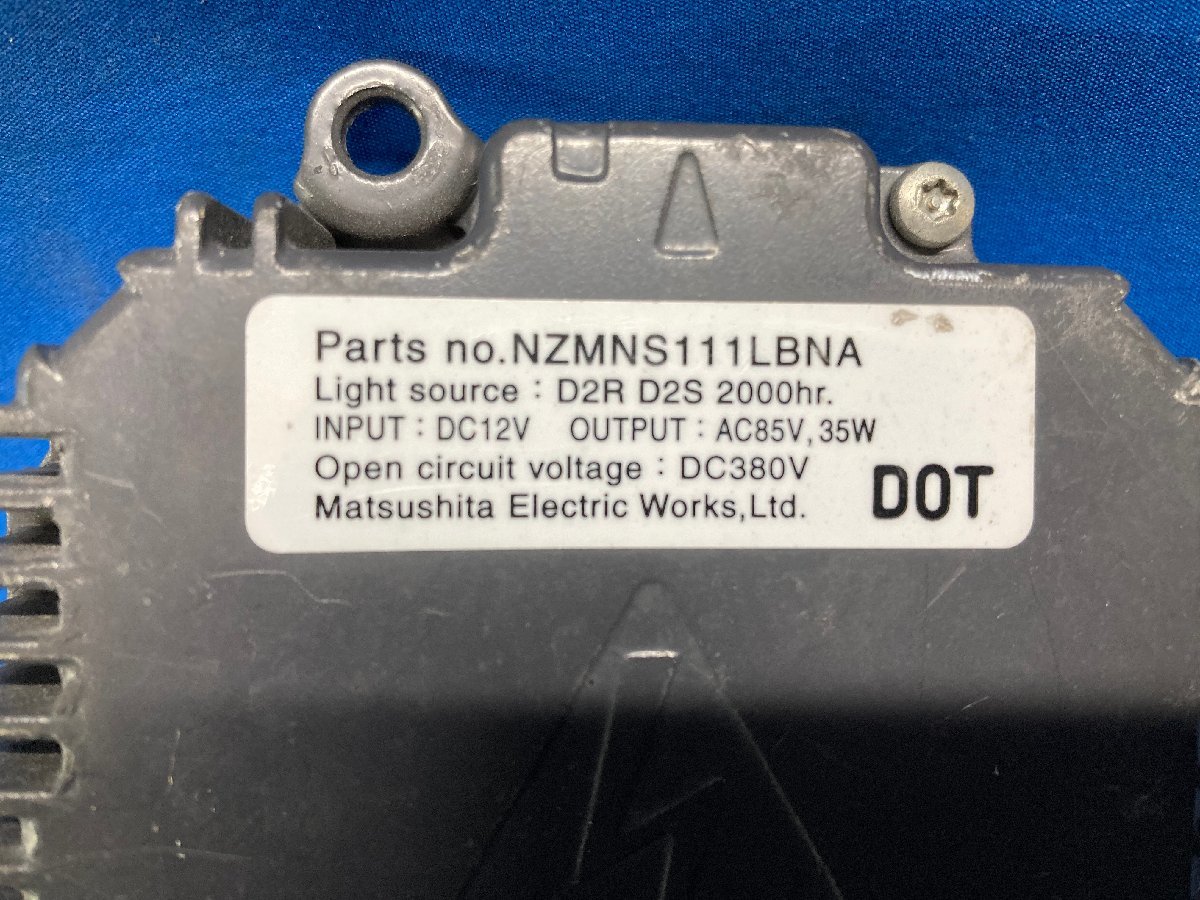 Parts no.NZMNS111LBNA
Light source : D2R D2S 2000hr.
INPUT : DC12V OUTPUT : AC85V, 35W
Open circuit voltage : DC380V
Matsushita Electric Works,Ltd. DOT